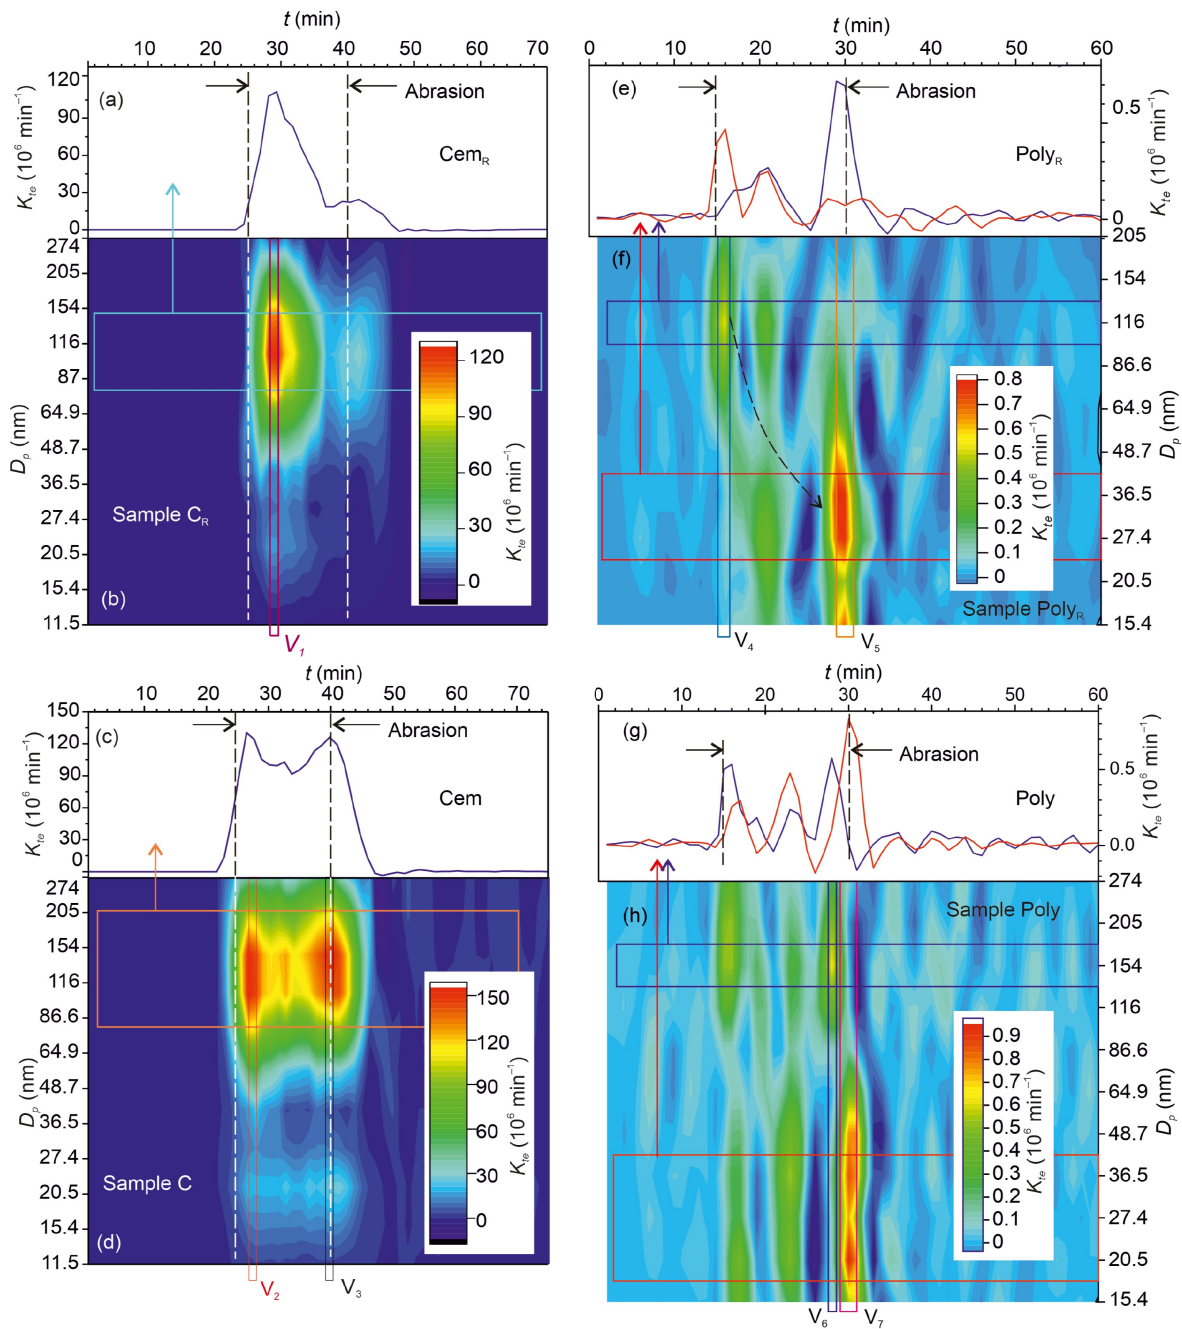 t (min)
10 20 30 40 50 60 70
120
90
60
30
0
K_te (10^6 min^−1)
(a)
Abrasion
Cem_R
274
205
154
116
87
64.9
48.7
36.5
27.4
20.5
15.4
11.5
D_p (nm)
Sample C_R
(b)
120
90
60
30
0
K_te (10^6 min^−1)
V_1
t (min)
0 10 20 30 40 50 60
(e)
Abrasion
Poly_R
0.5
0
K_te (10^6 min^−1)
205
154
116
86.6
64.9
48.7
36.5
27.4
20.5
15.4
D_p (nm)
(f)
0.8
0.7
0.6
0.5
0.4
0.3
0.2
0.1
0
K_te (10^6 min^−1)
Sample Poly_R
V_4
V_5
t (min)
10 20 30 40 50 60 70
150
120
90
60
30
0
K_te (10^6 min^−1)
(c)
Abrasion
Cem
274
205
154
116
86.6
64.9
48.7
36.5
27.4
20.5
15.4
11.5
D_p (nm)
Sample C
(d)
150
120
90
60
30
0
K_te (10^6 min^−1)
V_2
V_3
t (min)
0 10 20 30 40 50 60
(g)
Abrasion
Poly
0.5
0.0
K_te (10^6 min^−1)
274
205
154
116
86.6
64.9
48.7
36.5
27.4
20.5
15.4
D_p (nm)
(h)
Sample Poly
0.9
0.8
0.7
0.6
0.5
0.4
0.3
0.2
0.1
0
K_te (10^6 min^−1)
V_6
V_7